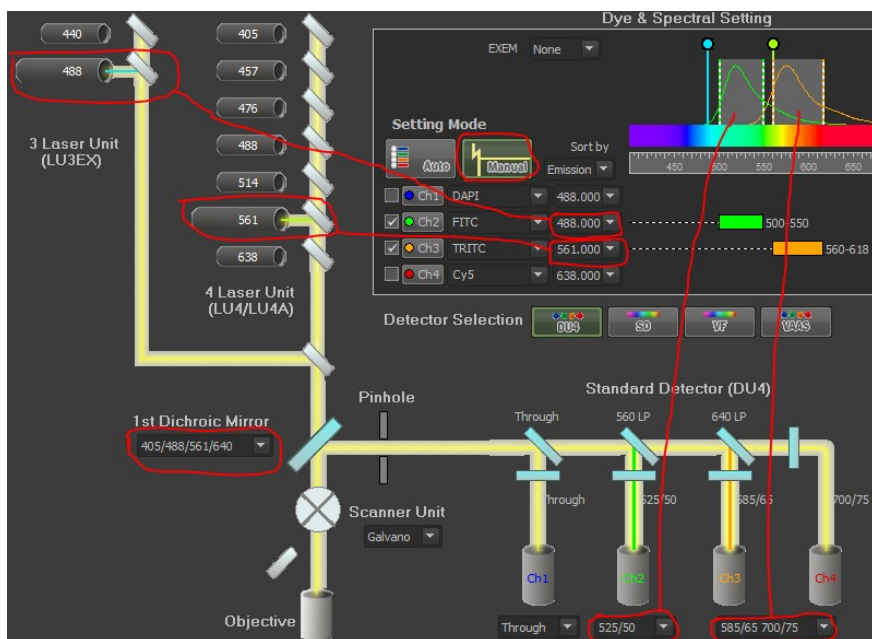 Dye & Spectral Setting
440
488
3 Laser Unit
(LU3EX)
405
457
476
488
514
561
638
4 Laser Unit
(LU4/LU4A)
EXEM
None
Setting Mode
Auto
Manual
Sort by
Emission
450
500
550
600
650
Ch1 DAPI 488.000
Ch2 FITC 488.000 500-550
Ch3 TRITC 561.000 560-618
Ch4 Cy5 638.000
Detector Selection
DU4
SD
VF
VAAS
1st Dichroic Mirror
405/488/561/640
Pinhole
Standard Detector (DU4)
Through 560 LP 640 LP
Through 525/50 585/65 700/75
Scanner Unit
Galvano
Ch1 Ch2 Ch3 Ch4
Objective
Through 525/50 585/65 700/75